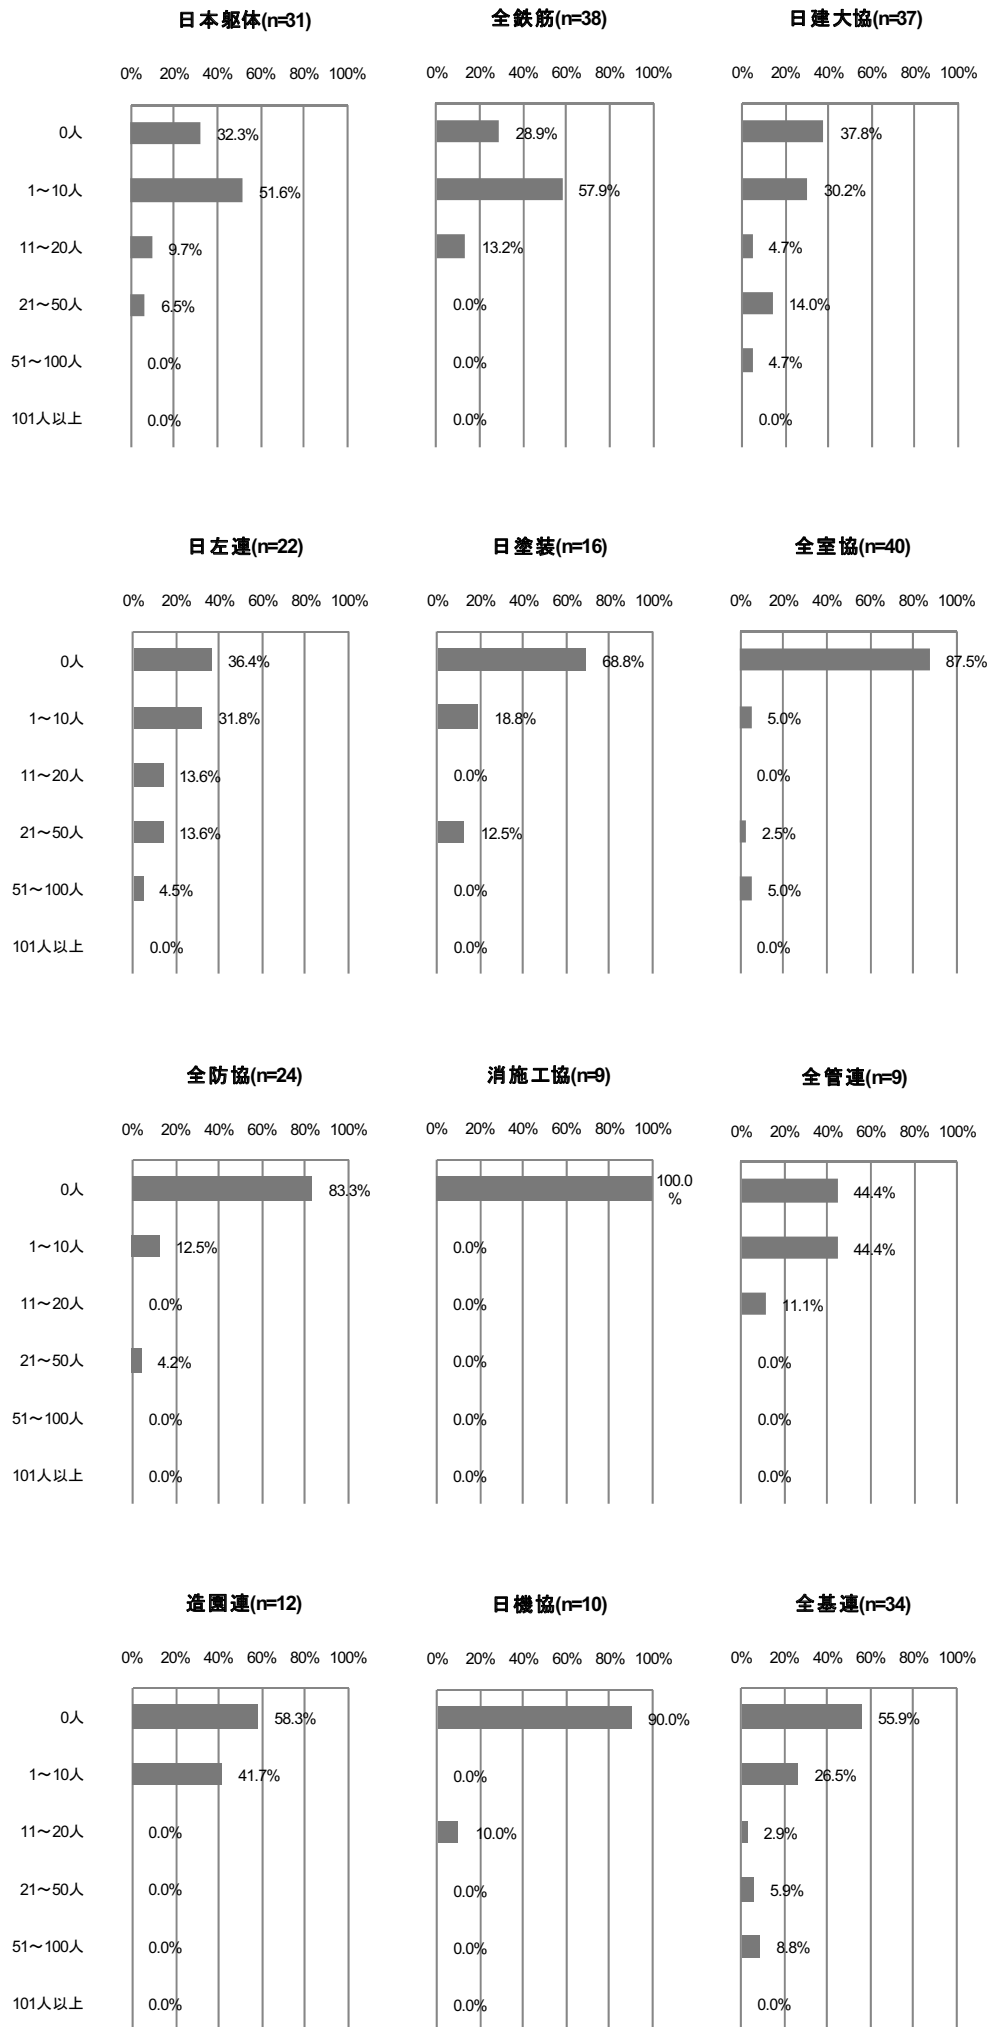 日本躯体(n=31)
全鉄筋(n=38)
日建大協(n=37)
0% 20% 40% 60% 80% 100%
0% 20% 40% 60% 80% 100%
0% 20% 40% 60% 80% 100%
0人 32.3% 28.9% 37.8%
1～10人 51.6% 57.9% 30.2%
11～20人 9.7% 13.2% 4.7%
21～50人 6.5% 0.0% 14.0%
51～100人 0.0% 0.0% 4.7%
101人以上 0.0% 0.0% 0.0%
日左連(n=22)
日塗装(n=16)
全室協(n=40)
0% 20% 40% 60% 80% 100%
0% 20% 40% 60% 80% 100%
0% 20% 40% 60% 80% 100%
0人 36.4% 68.8% 87.5%
1～10人 31.8% 18.8% 5.0%
11～20人 13.6% 0.0% 0.0%
21～50人 13.6% 12.5% 2.5%
51～100人 4.5% 0.0% 5.0%
101人以上 0.0% 0.0% 0.0%
全防協(n=24)
消施工協(n=9)
全管連(n=9)
0% 20% 40% 60% 80% 100%
0% 20% 40% 60% 80% 100%
0% 20% 40% 60% 80% 100%
0人 83.3% 100.0
% 44.4%
1～10人 12.5% 0.0% 44.4%
11～20人 0.0% 0.0% 11.1%
21～50人 4.2% 0.0% 0.0%
51～100人 0.0% 0.0% 0.0%
101人以上 0.0% 0.0% 0.0%
造園連(n=12)
日機協(n=10)
全基連(n=34)
0% 20% 40% 60% 80% 100%
0% 20% 40% 60% 80% 100%
0% 20% 40% 60% 80% 100%
0人 58.3% 90.0% 55.9%
1～10人 41.7% 0.0% 26.5%
11～20人 0.0% 10.0% 2.9%
21～50人 0.0% 0.0% 5.9%
51～100人 0.0% 0.0% 8.8%
101人以上 0.0% 0.0% 0.0%